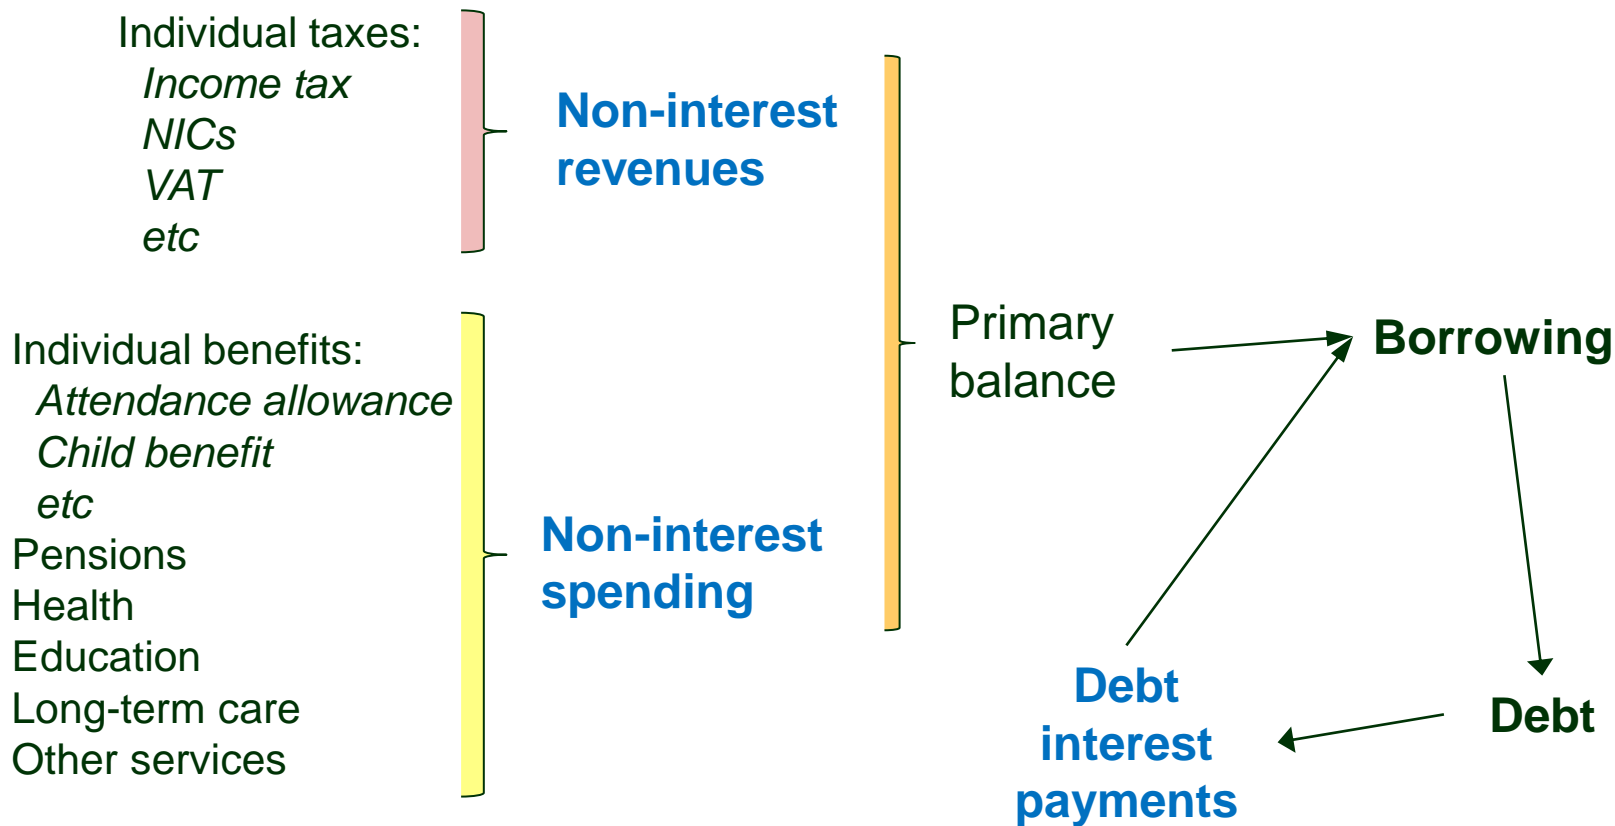 Individual taxes:
Income tax
NICs
VAT
etc
Non-interest
revenues
Individual benefits:
Attendance allowance
Child benefit
etc
Pensions
Health
Education
Long-term care
Other services
Non-interest
spending
Primary
balance
Borrowing
Debt
interest
payments
Debt